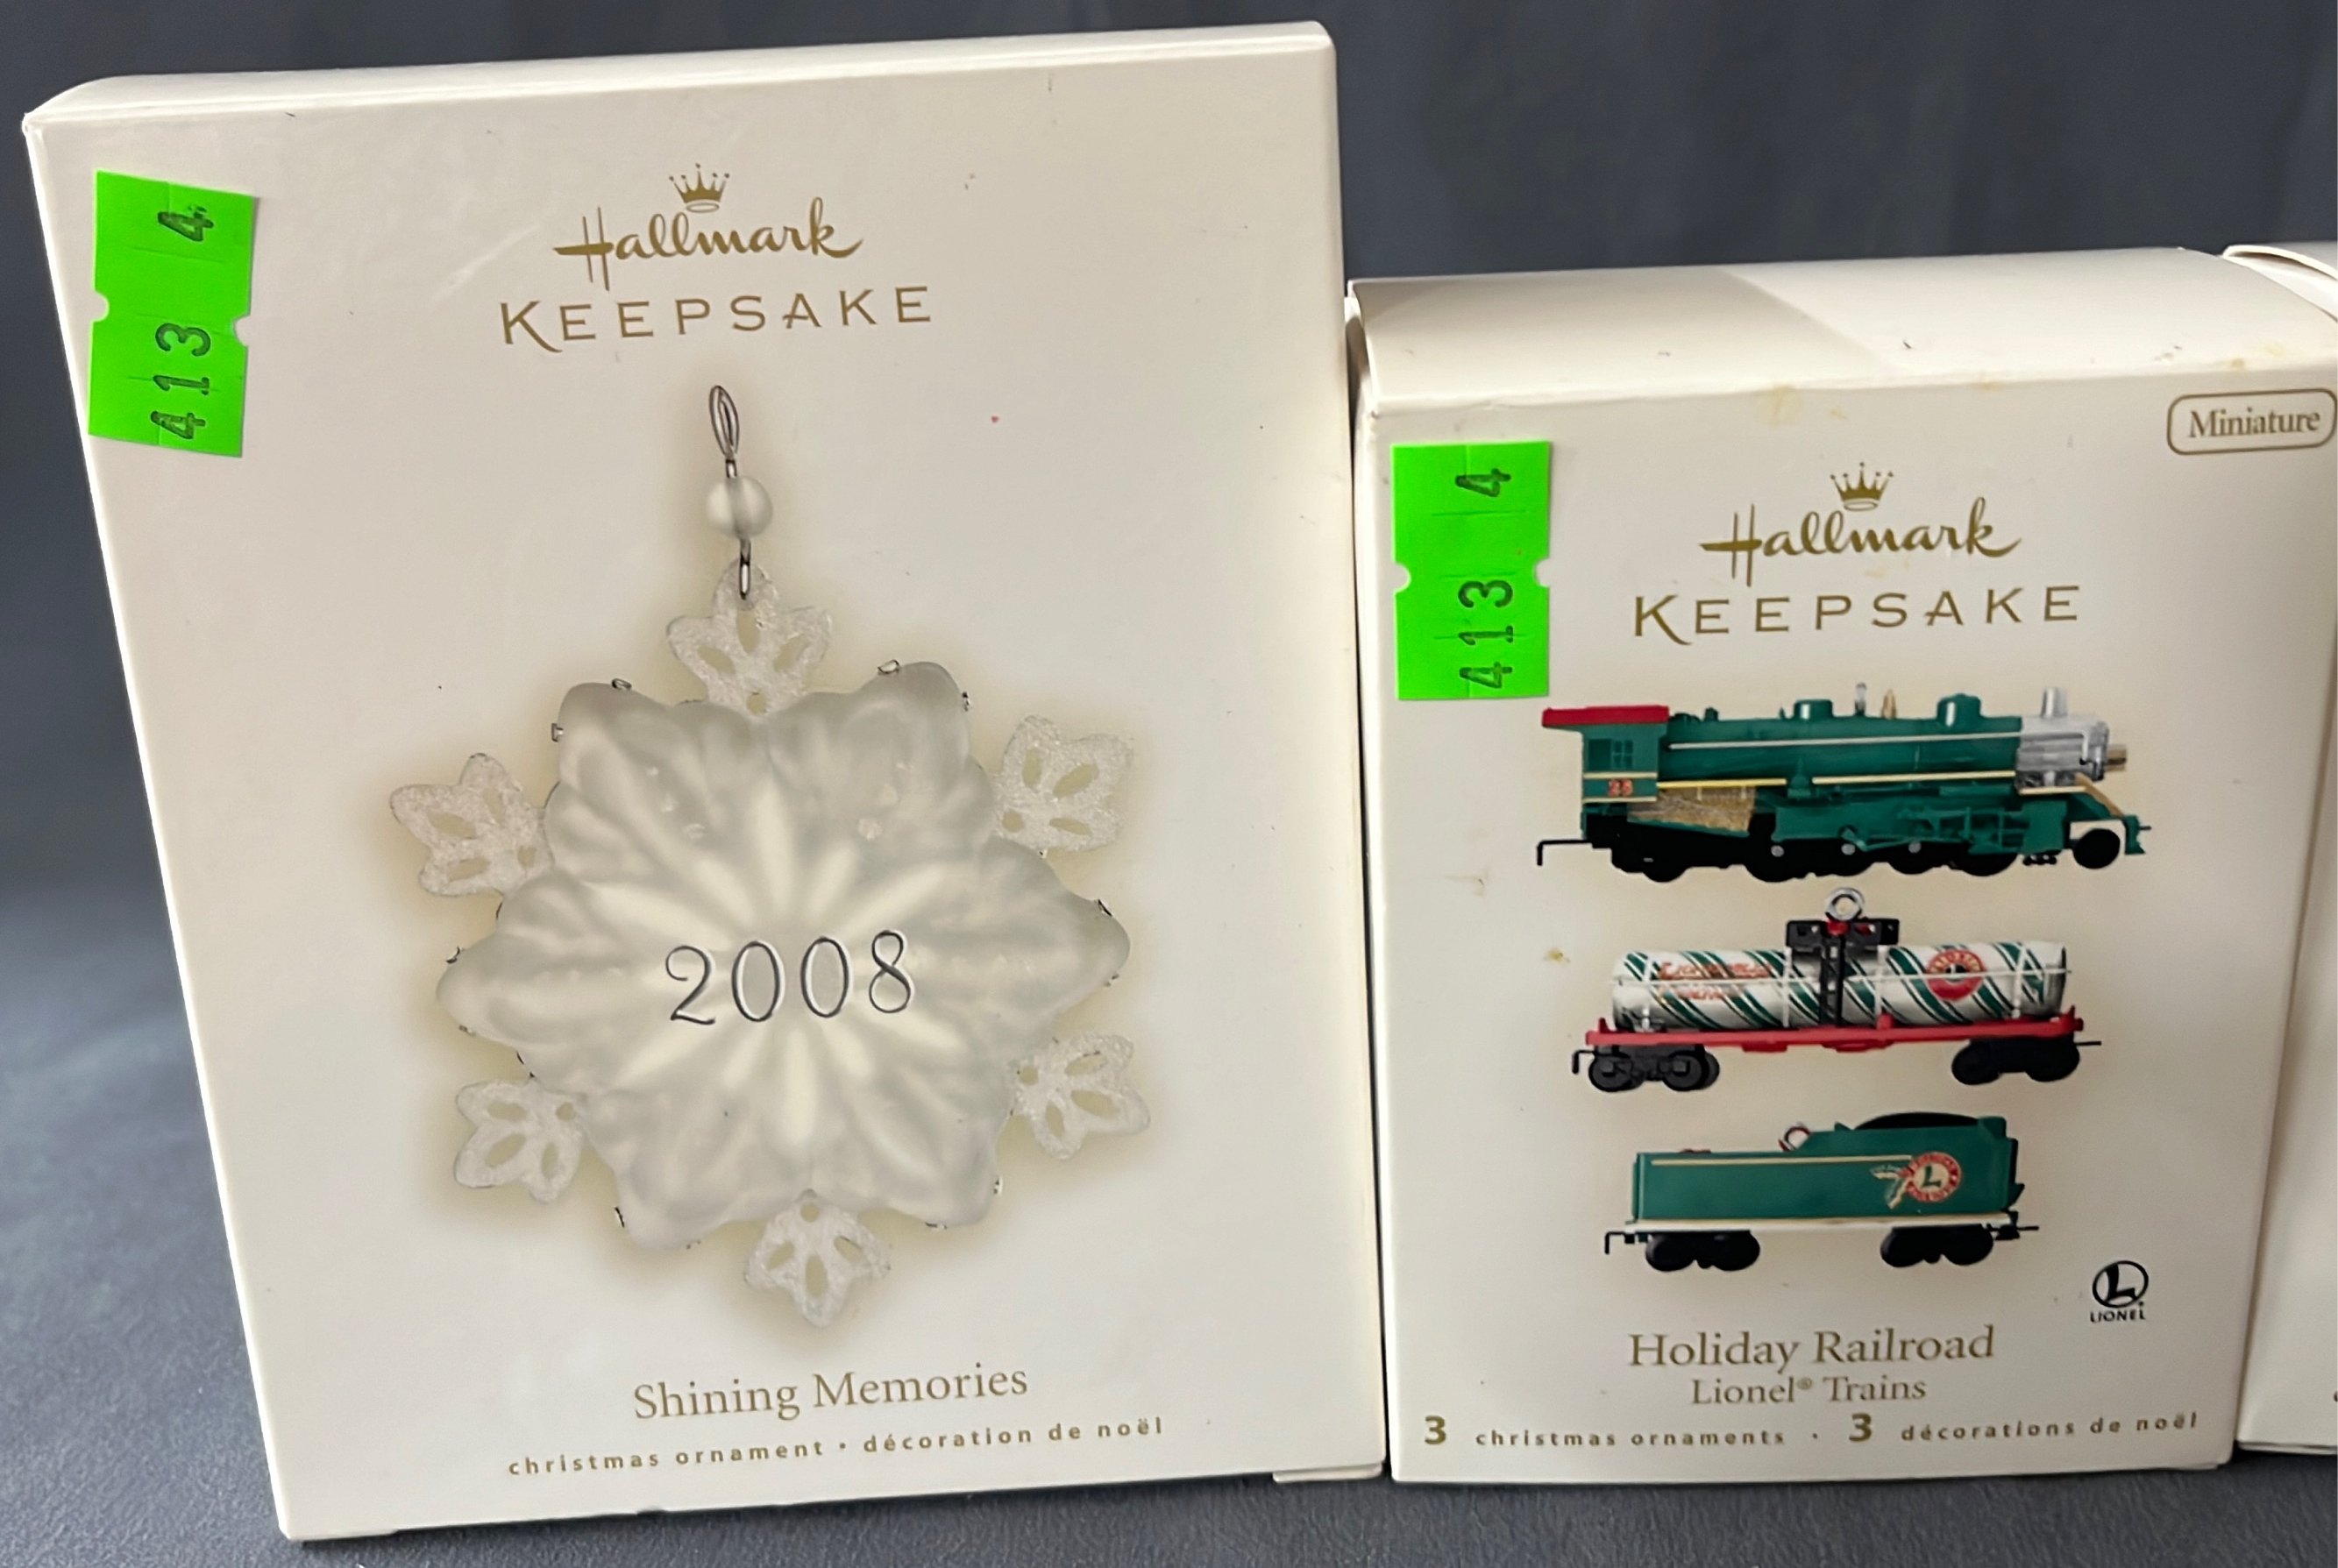 4
413
Hallmark
KEEPSAKE
2008
Shining Memories
christmas ornament • décoration de noël
Miniature
4
413
Hallmark
KEEPSAKE
23
L
LIONEL
Holiday Railroad
Lionel® Trains
3 christmas ornaments • 3 décorations de noël